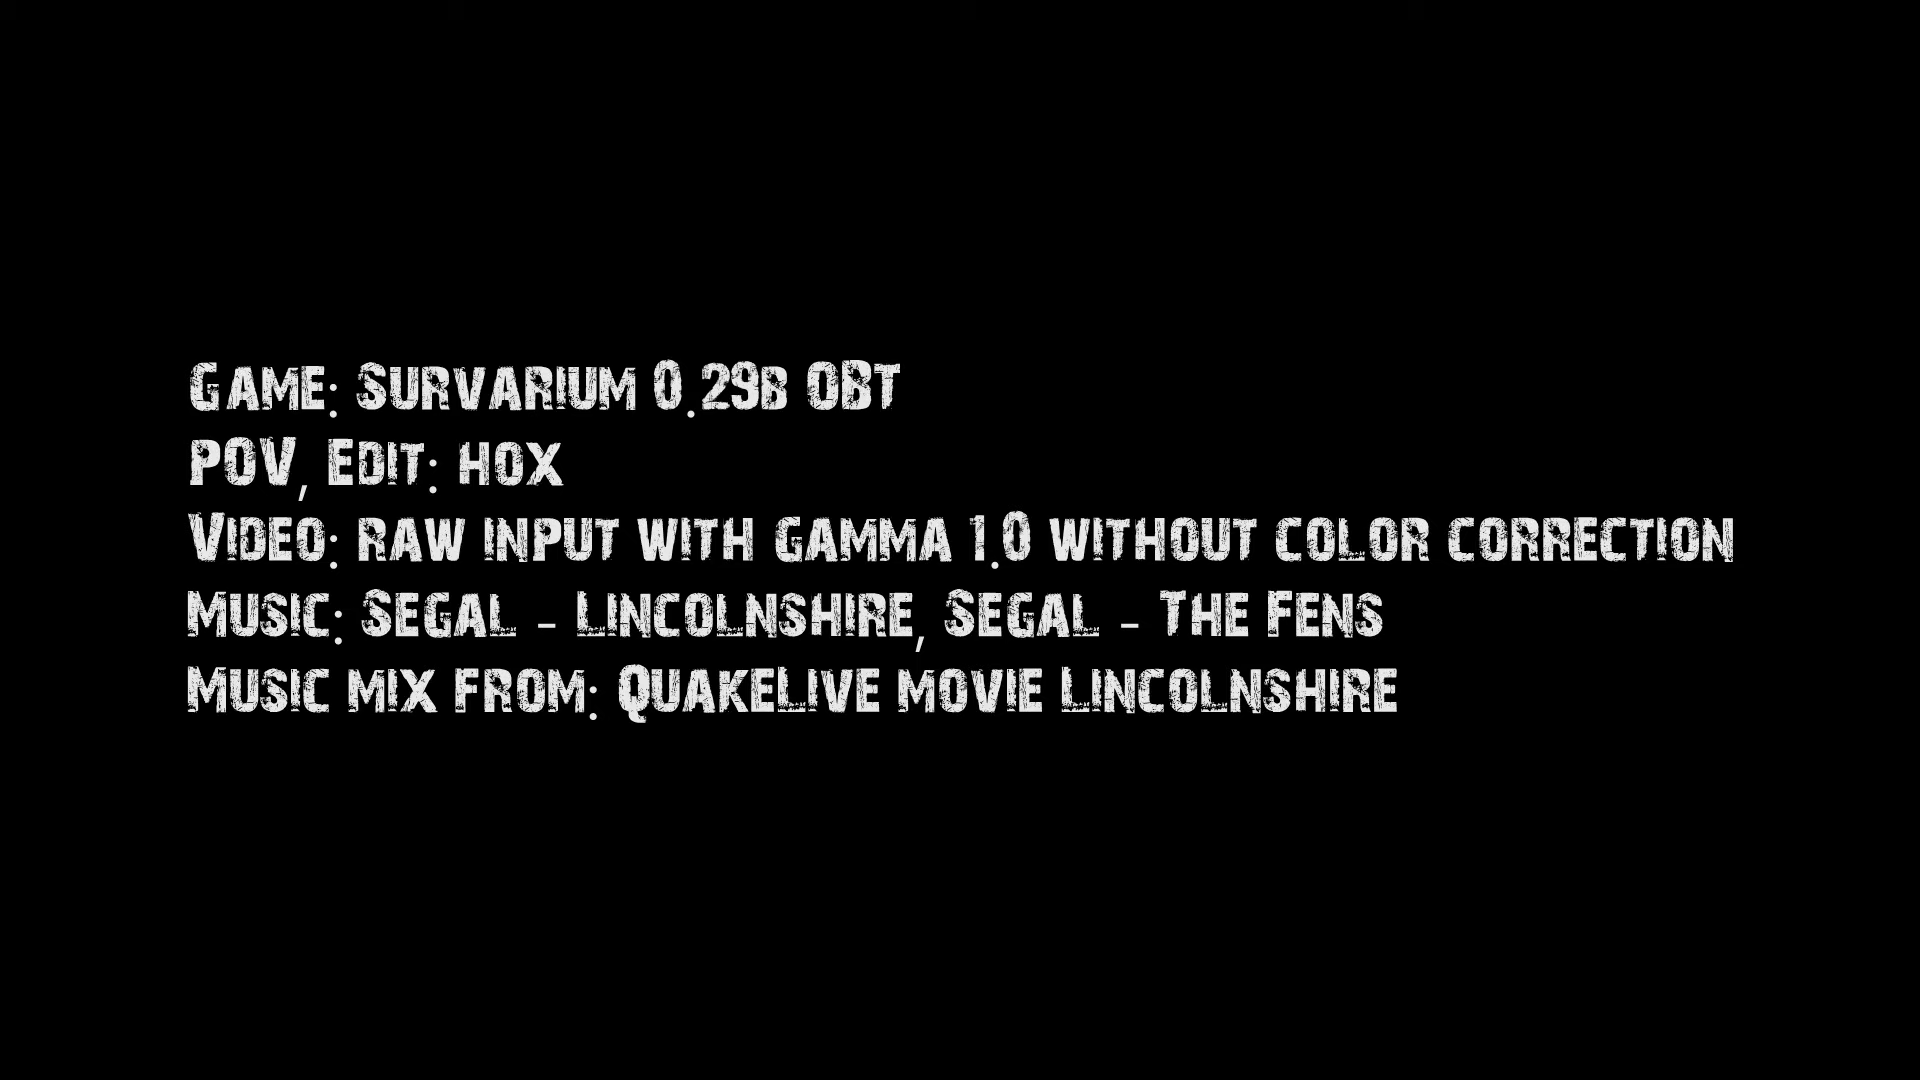 Game: Survarium 0.29b OBT
POV, Edit: hox
Video: raw input with gamma 1.0 without color correction
Music: Segal - Lincolnshire, Segal - The Fens
Music mix from: QuakeLive movie Lincolnshire